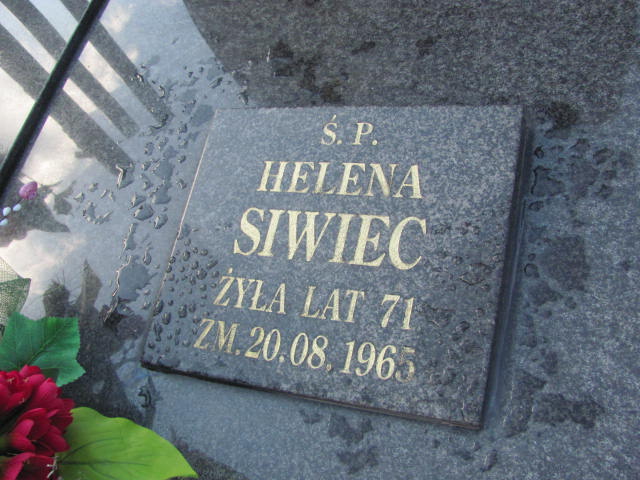 Ś. P.
HELENA
SIWIEC
ŻYŁA LAT 71
ZM. 20.08.1965